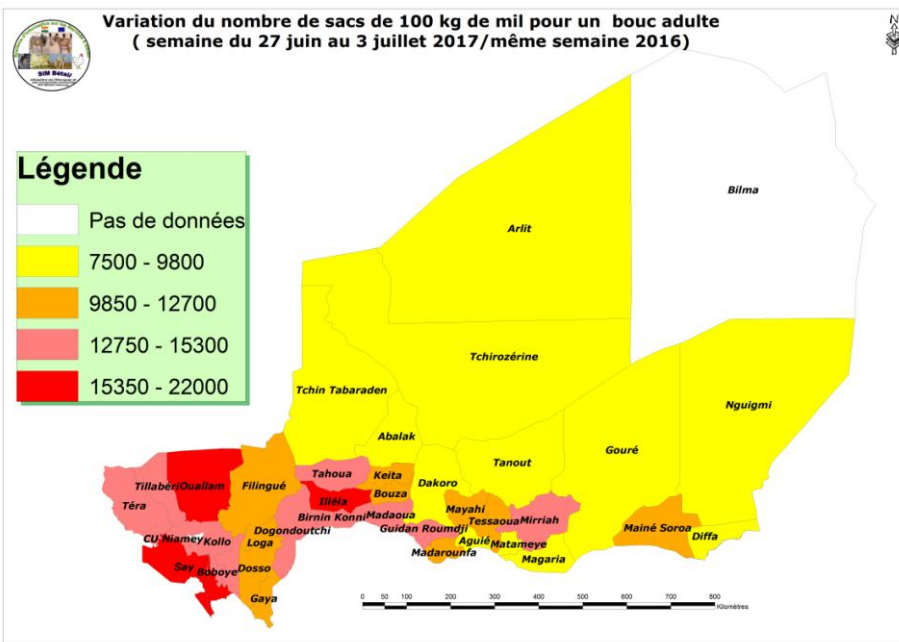 Variation du nombre de sacs de 100 kg de mil pour un bouc adulte
( semaine du 27 juin au 3 juillet 2017/même semaine 2016)
SIM Bétail
Légende
Pas de données
7500 - 9800
9850 - 12700
12750 - 15300
15350 - 22000
Bilma
Arlit
Tchirozérine
Tchin Tabaraden
Nguigmi
Abalak
Gouré
Tanout
Tahoua
Keita
Dakoro
Tillabéri
Ouallam
Filingué
Illéla
Bouza
Téra
Birnin Konni
Madaoua
Mayahi
Tessaoua
Mirriah
Mainé Soroa
Diffa
Dogondoutchi
Guidan Roumdji
CU Niamey
Kollo
Loga
Aguié
Matameye
Madarounfa
Magaria
Say
Boboye
Dosso
Gaya
0 50 100 200 300 400 500 600 700 800
Kilomètres